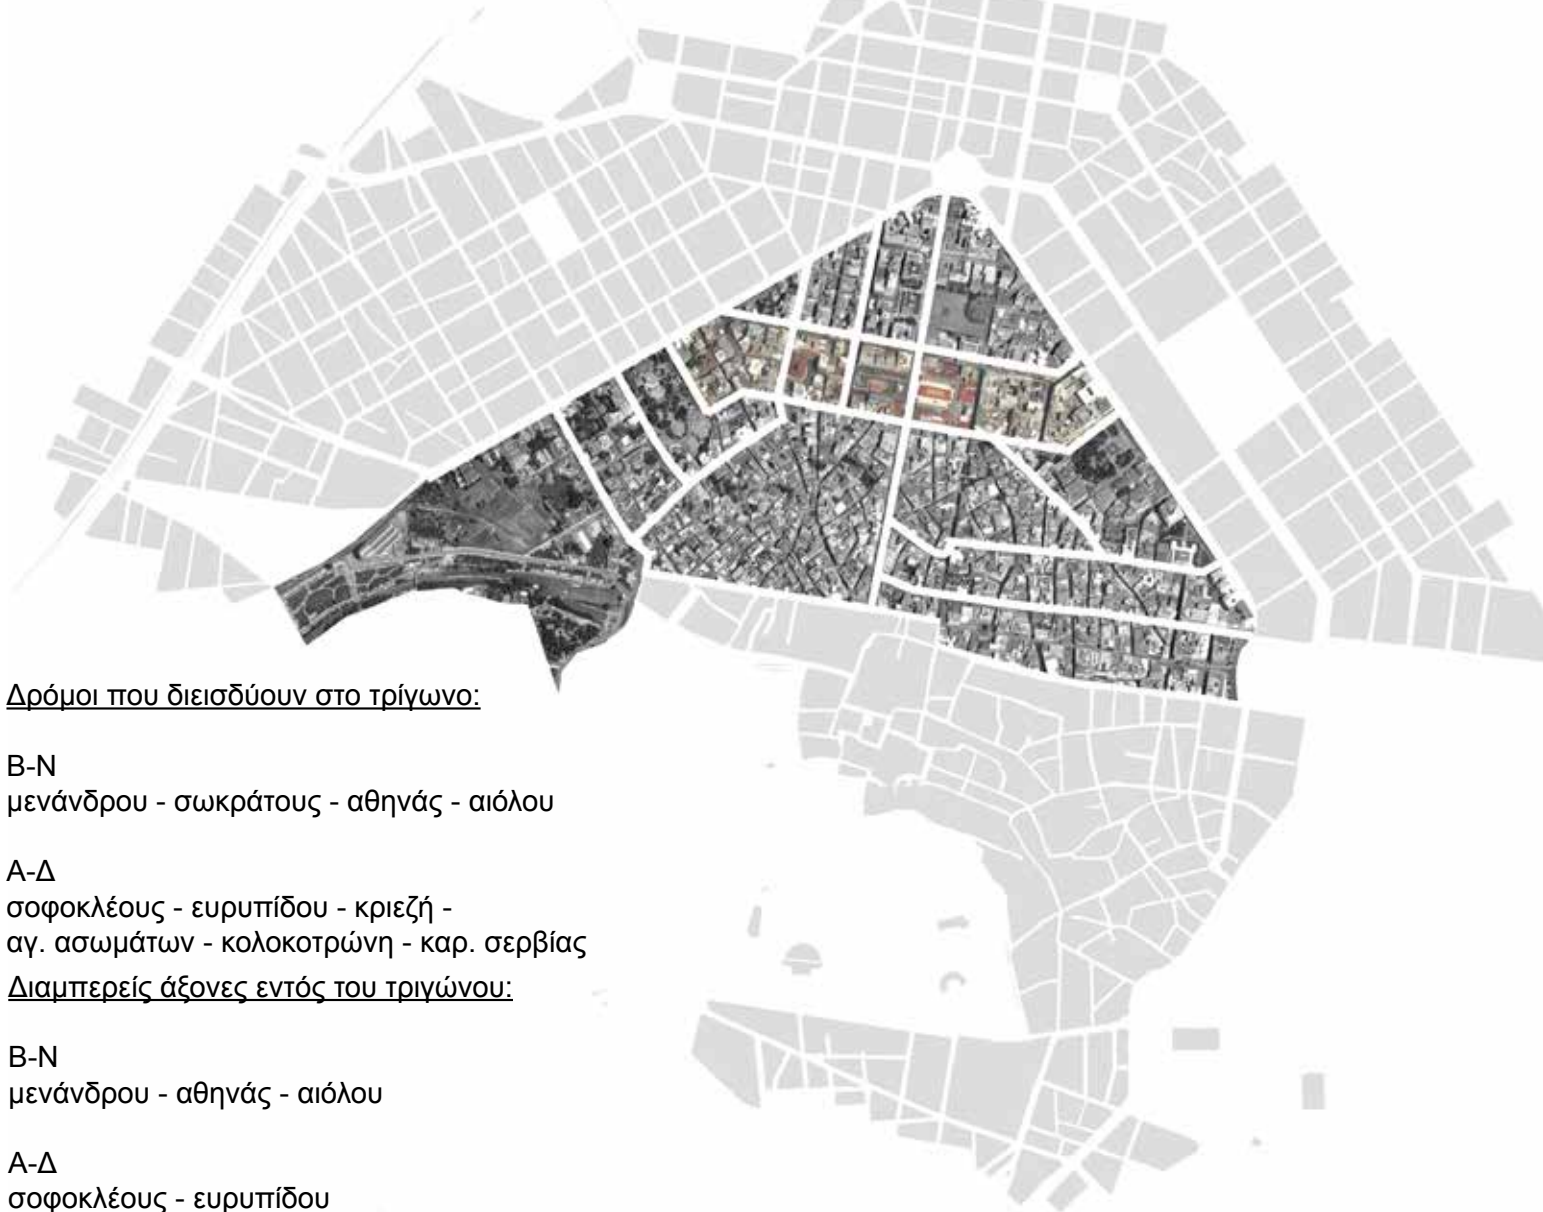 Δρόμοι που διεισδύουν στο τρίγωνο:
Β-Ν
μενάνδρου - σωκράτους - αθηνάς - αιόλου
Α-Δ
σοφοκλέους - ευρυπίδου - κριεζή -
αγ. ασωμάτων - κολοκοτρώνη - καρ. σερβίας
Διαμπερείς άξονες εντός του τριγώνου:
Β-Ν
μενάνδρου - αθηνάς - αιόλου
Α-Δ
σοφοκλέους - ευρυπίδου